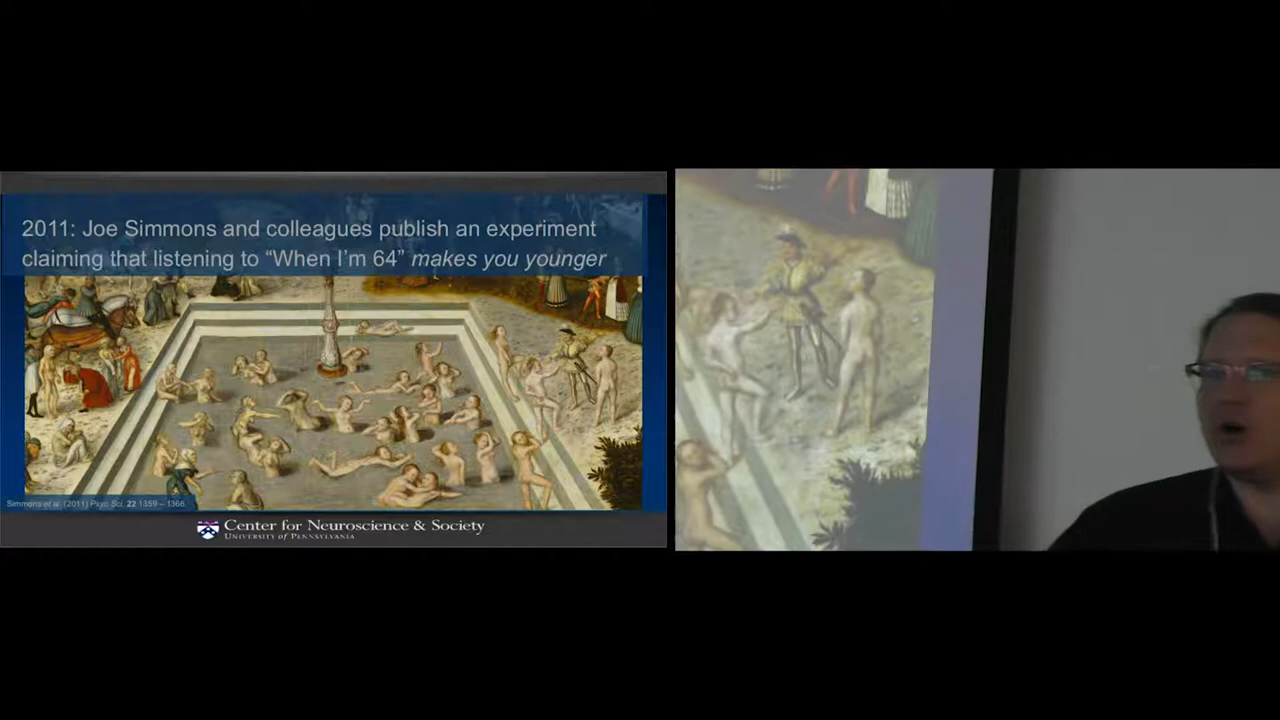 2011: Joe Simmons and colleagues publish an experiment
claiming that listening to “When I’m 64” makes you younger
Simmons et al. (2011) Psyc Sci. 22 1359 – 1366
Center for Neuroscience & Society
University of Pennsylvania